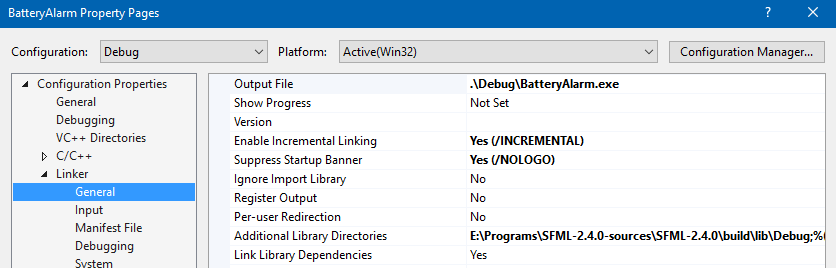 BatteryAlarm Property Pages ? ×
Configuration: Debug Platform: Active(Win32) Configuration Manager...
Configuration Properties
General
Debugging
VC++ Directories
C/C++
Linker
General
Input
Manifest File
Debugging
System
Output File .\Debug\BatteryAlarm.exe
Show Progress Not Set
Version
Enable Incremental Linking Yes (/INCREMENTAL)
Suppress Startup Banner Yes (/NOLOGO)
Ignore Import Library No
Register Output No
Per-user Redirection No
Additional Library Directories E:\Programs\SFML-2.4.0-sources\SFML-2.4.0\build\lib\Debug;%(
Link Library Dependencies Yes